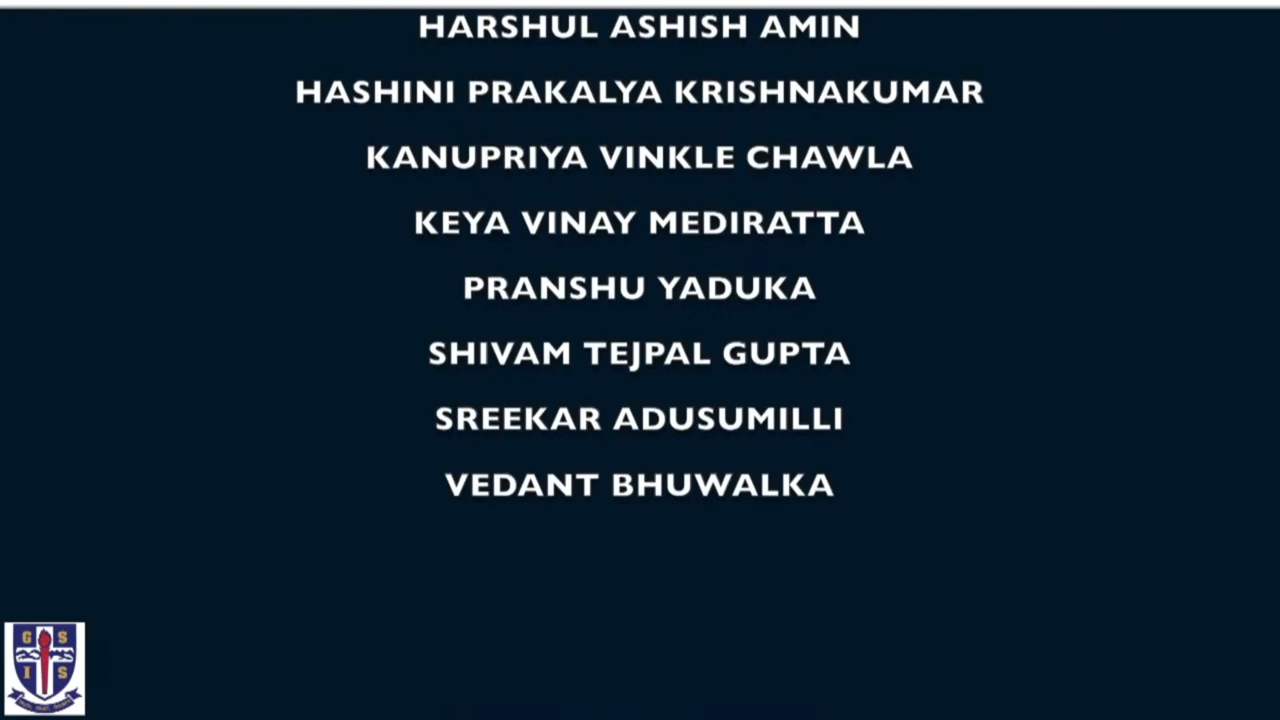 HARSHUL ASHISH AMIN
HASHINI PRAKALYA KRISHNAKUMAR
KANUPRIYA VINKLE CHAWLA
KEYA VINAY MEDIRATTA
PRANSHU YADUKA
SHIVAM TEJPAL GUPTA
SREEKAR ADUSUMILLI
VEDANT BHUWALKA
G S
I S